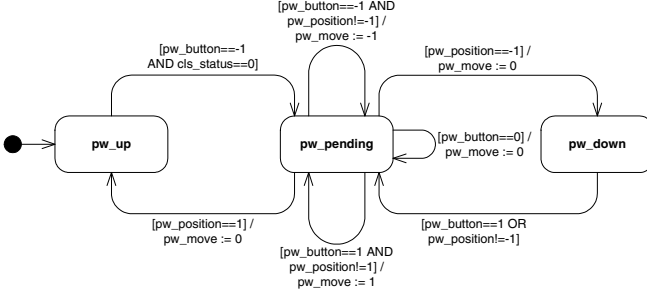 [pw_button==-1 AND
pw_position!=-1] /
pw_move := -1
[pw_button==-1
AND cls_status==0]
[pw_position==-1] /
pw_move := 0
pw_up
pw_pending
[pw_button==0] /
pw_move := 0
pw_down
[pw_position==1] /
pw_move := 0
[pw_button==1 OR
pw_position!=-1]
[pw_button==1 AND
pw_position!=1] /
pw_move := 1